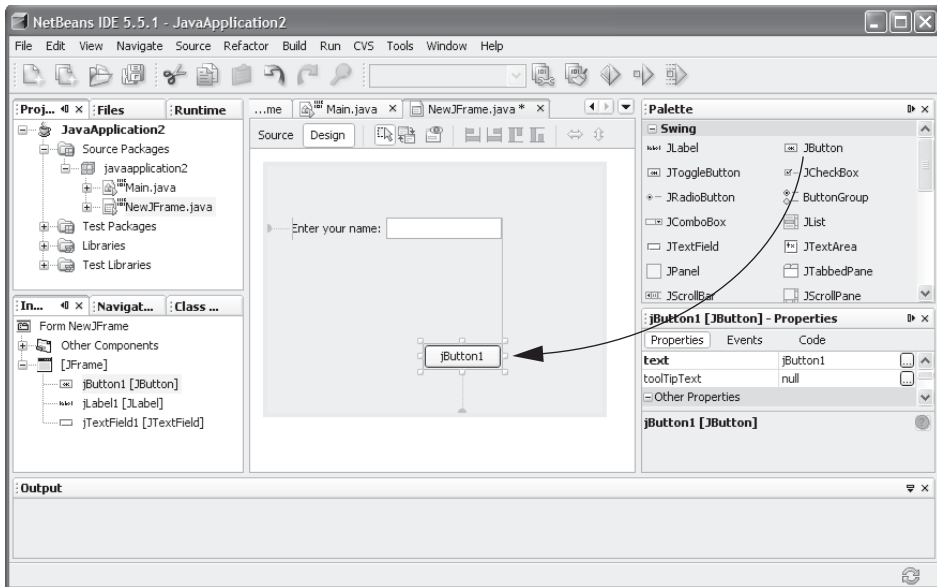 NetBeans IDE 5.5.1 - JavaApplication2
File Edit View Navigate Source Refactor Build Run CVS Tools Window Help
Proj... Files Runtime
JavaApplication2
Source Packages
javaapplication2
Main.java
NewJFrame.java
Test Packages
Libraries
Test Libraries
In... Navigat... Class ...
Form NewJFrame
Other Components
[JFrame]
jButton1 [JButton]
jLabel1 [JLabel]
jTextField1 [JTextField]
...me Main.java NewJFrame.java *
Source Design
Enter your name:
jButton1
Palette
Swing
JLabel JButton
JToggleButton JCheckBox
JRadioButton ButtonGroup
JComboBox JList
JTextField JTextArea
JPanel JTabbedPane
JScrollBar JScrollPane
jButton1 [JButton] - Properties
Properties Events Code
text jButton1 ...
toolTipText null ...
Other Properties
jButton1 [JButton]
Output